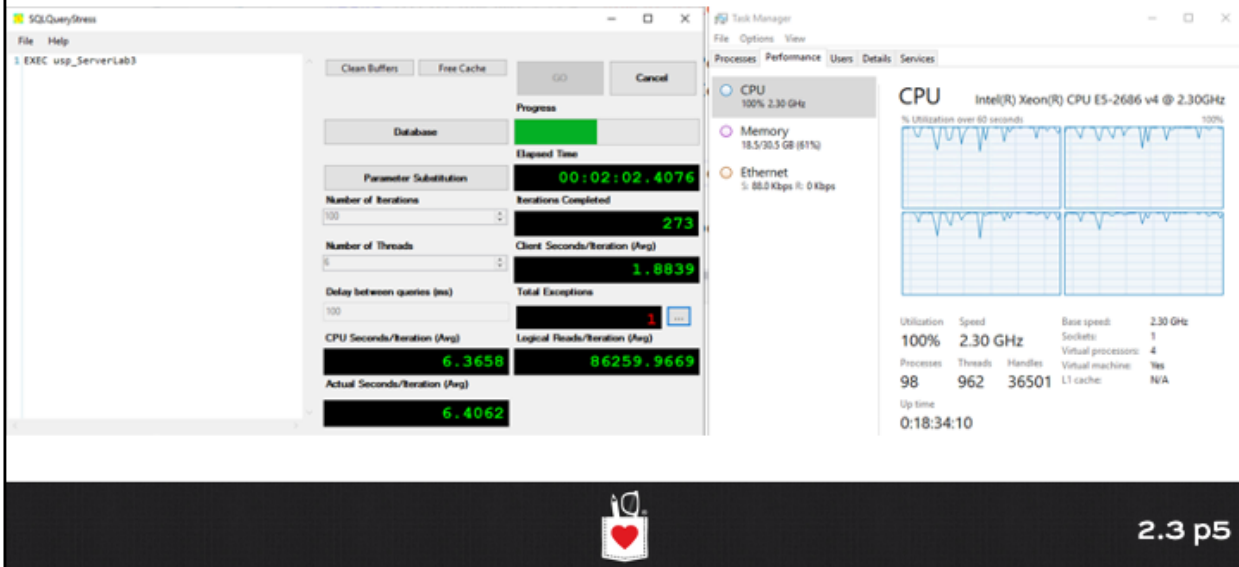 SQLQueryStress
File Help
1 EXEC usp_ServerLab3
Clean Buffers Free Cache
GO Cancel
Progress
Database
Elapsed Time
Parameter Substitution
00:02:02.4076
Number of Iterations
Iterations Completed
100
273
Number of Threads
Client Seconds/Iteration (Avg)
6
1.8839
Delay between queries (ms)
Total Exceptions
100
1 ...
CPU Seconds/Iteration (Avg)
Logical Reads/Iteration (Avg)
6.3658
86259.9669
Actual Seconds/Iteration (Avg)
6.4062
Task Manager
File Options View
Processes Performance Users Details Services
CPU
100% 2.30 GHz
Memory
18.5/30.5 GB (61%)
Ethernet
S: 88.0 Kbps R: 0 Kbps
CPU Intel(R) Xeon(R) CPU E5-2686 v4 @ 2.30GHz
% Utilization over 60 seconds 100%
Utilization Speed
100% 2.30 GHz
Processes Threads Handles
98 962 36501
Up time
0:18:34:10
Base speed: 2.30 GHz
Sockets: 1
Virtual processors: 4
Virtual machine: Yes
L1 cache: N/A
2.3 p5